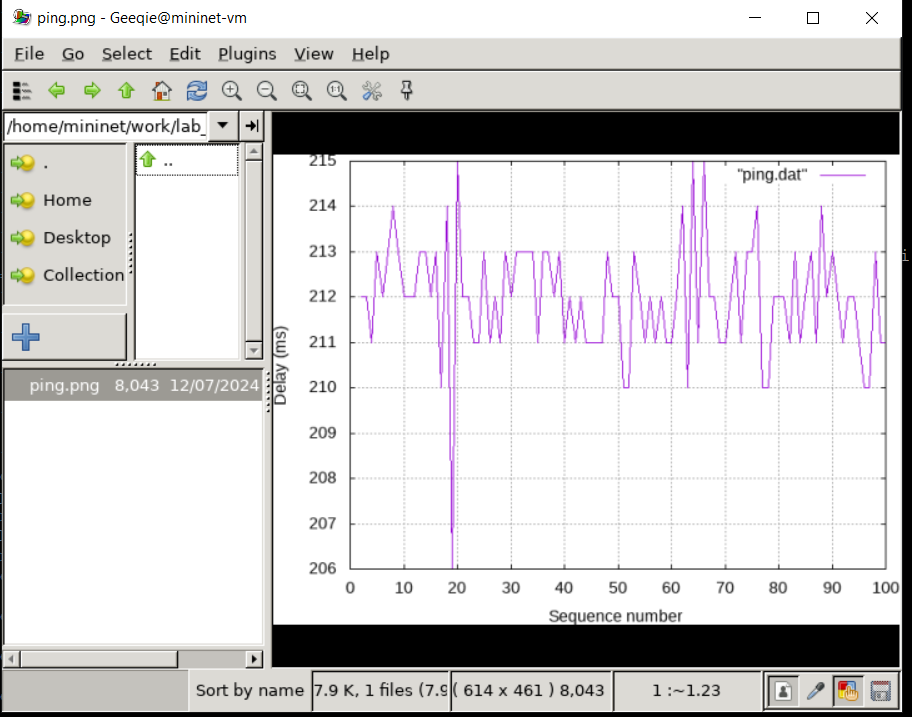 ping.png - Geeqie@mininet-vm
File Go Select Edit Plugins View Help
/home/mininet/work/lab_
.
Home
Desktop
Collection
..
ping.png 8,043 12/07/2024
"ping.dat"
215
214
213
212
211
210
209
208
207
206
Delay (ms)
0 10 20 30 40 50 60 70 80 90 100
Sequence number
Sort by name
7.9 K, 1 files (7.9
( 614 x 461 ) 8,043
1 :~1.23